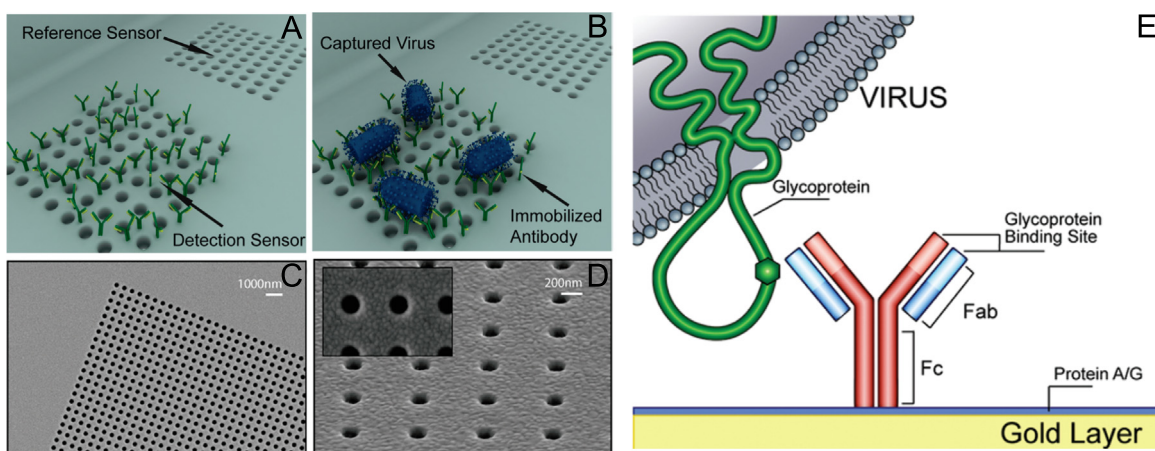 A
Reference Sensor
Detection Sensor
B
Captured Virus
Immobilized
Antibody
C
1000nm
D
200nm
E
VIRUS
Glycoprotein
Glycoprotein
Binding Site
Fab
Fc
Protein A/G
Gold Layer